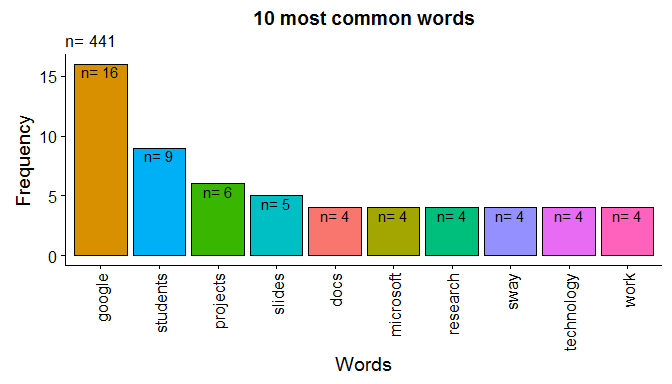 10 most common words
n= 441
Frequency
15
10
5
0
n= 16
n= 9
n= 6
n= 5
n= 4
n= 4
n= 4
n= 4
n= 4
n= 4
google
students
projects
slides
docs
microsoft
research
sway
technology
work
Words